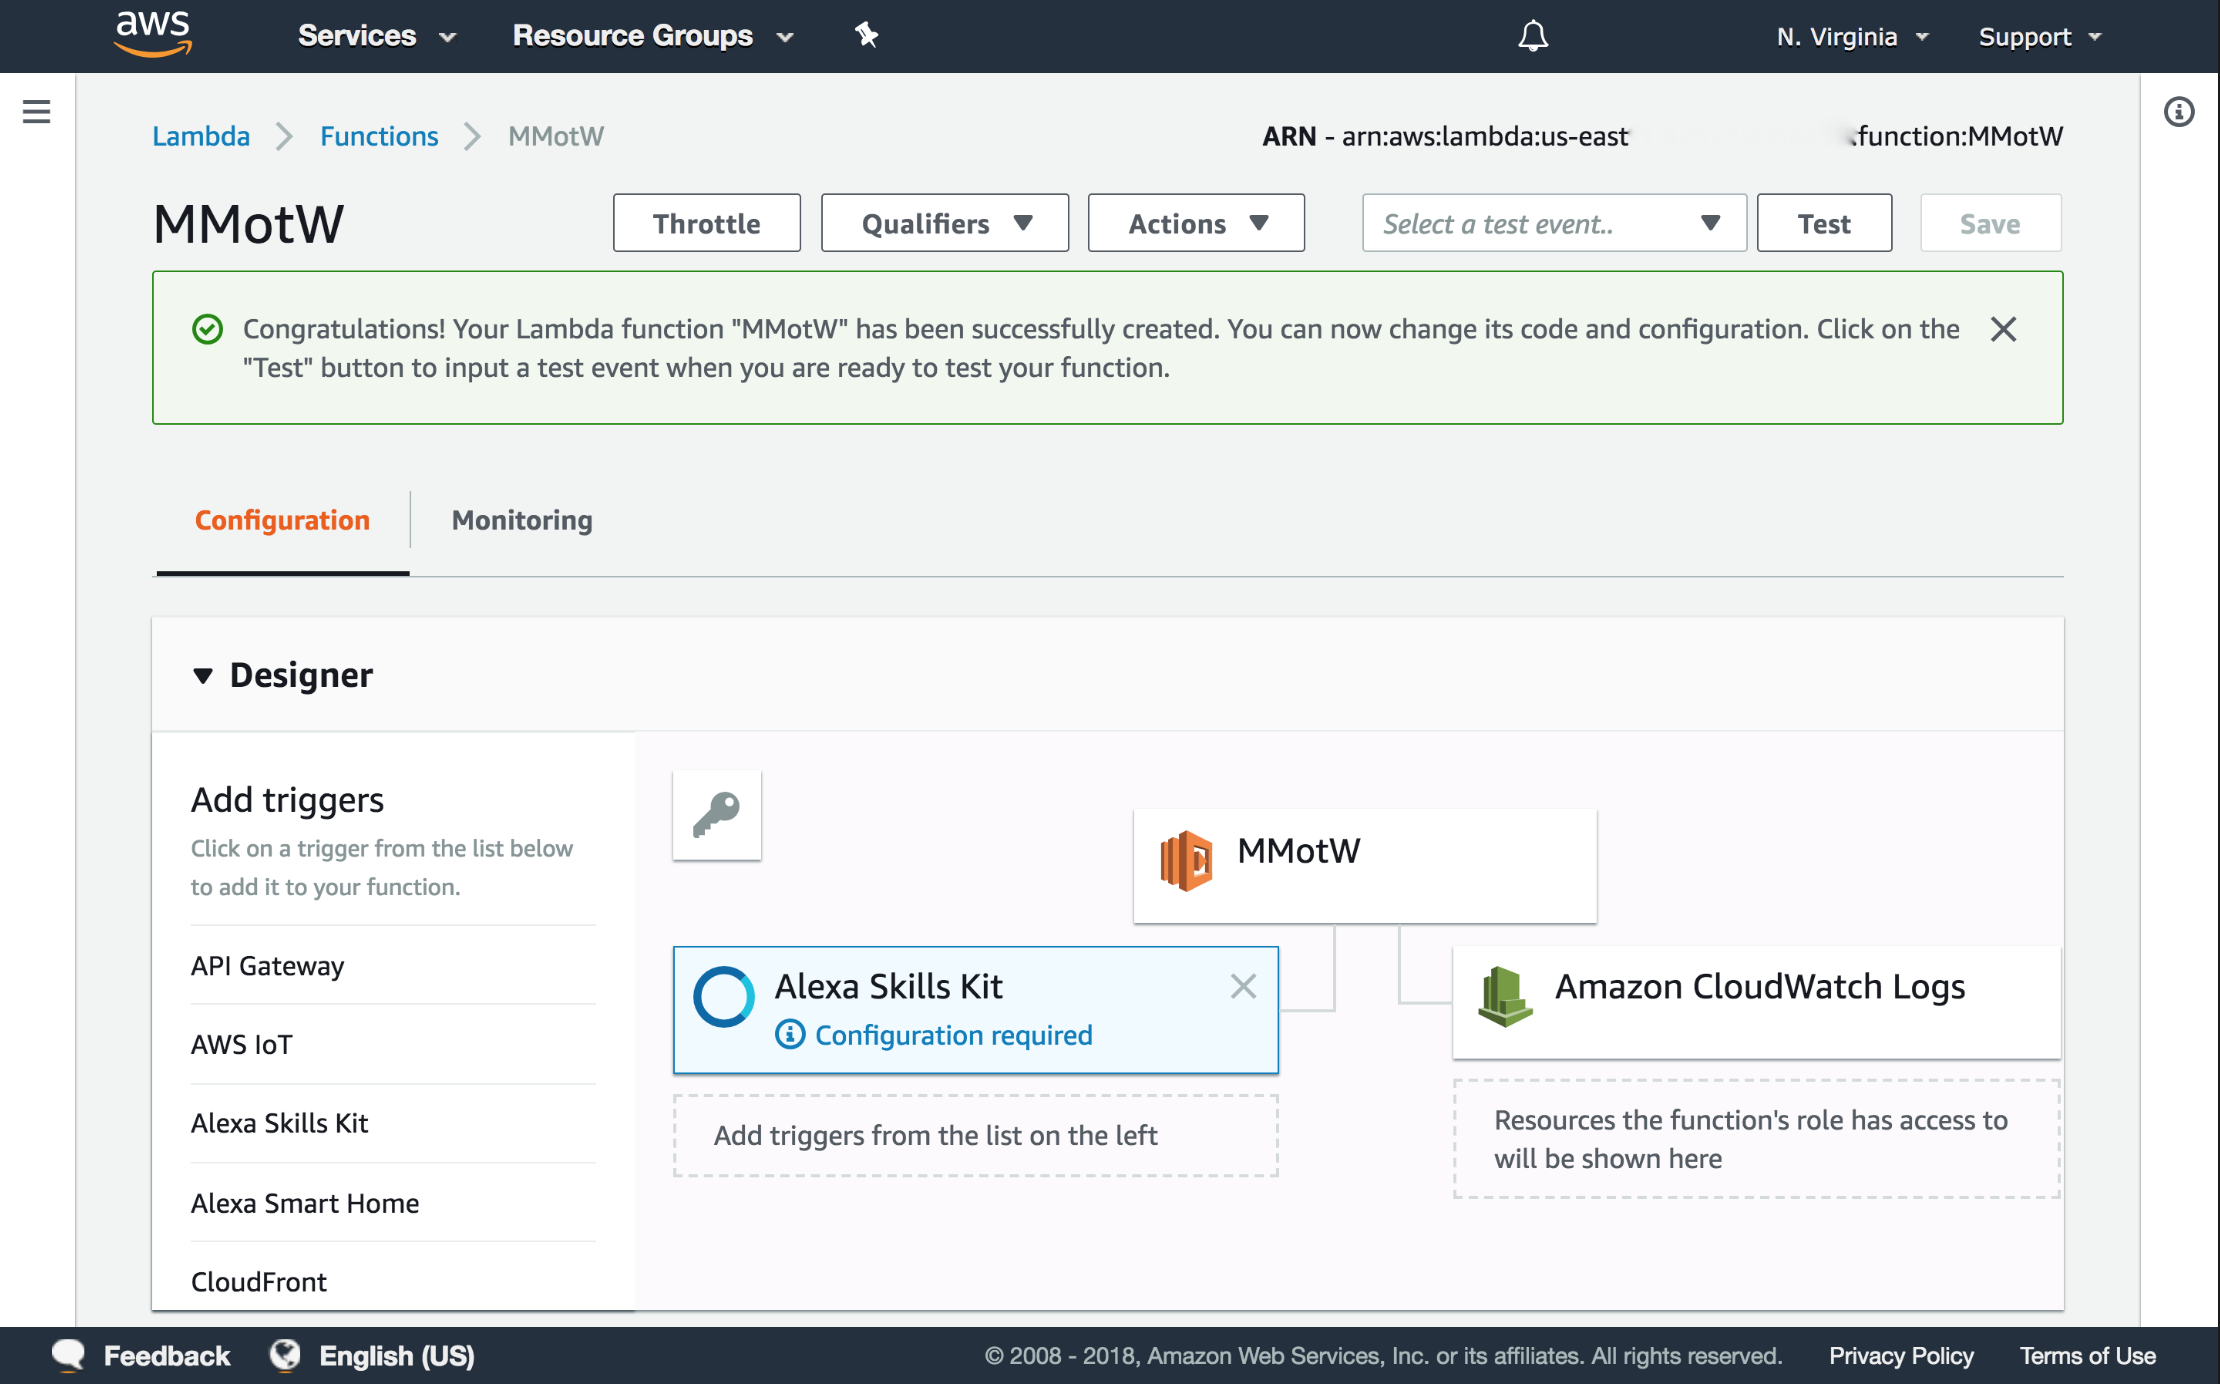 aws
Services
Resource Groups
N. Virginia
Support
Lambda
Functions
MMotW
ARN - arn:aws:lambda:us-east
:function:MMotW
MMotW
Throttle
Qualifiers
Actions
Select a test event..
Test
Save
Congratulations! Your Lambda function "MMotW" has been successfully created. You can now change its code and configuration. Click on the
"Test" button to input a test event when you are ready to test your function.
Configuration
Monitoring
Designer
Add triggers
Click on a trigger from the list below
to add it to your function.
API Gateway
AWS IoT
Alexa Skills Kit
Alexa Smart Home
CloudFront
MMotW
Alexa Skills Kit
Configuration required
Add triggers from the list on the left
Amazon CloudWatch Logs
Resources the function's role has access to
will be shown here
Feedback
English (US)
© 2008 - 2018, Amazon Web Services, Inc. or its affiliates. All rights reserved.
Privacy Policy
Terms of Use